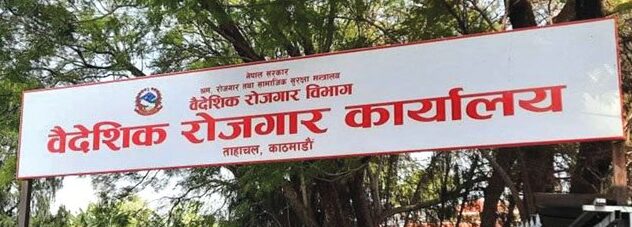 नेपाल सरकार
श्रम, रोजगार तथा सामाजिक सुरक्षा मन्त्रालय
वैदेशिक रोजगार विभाग
वैदेशिक रोजगार कार्यालय
ताहाचल, काठमाडौं